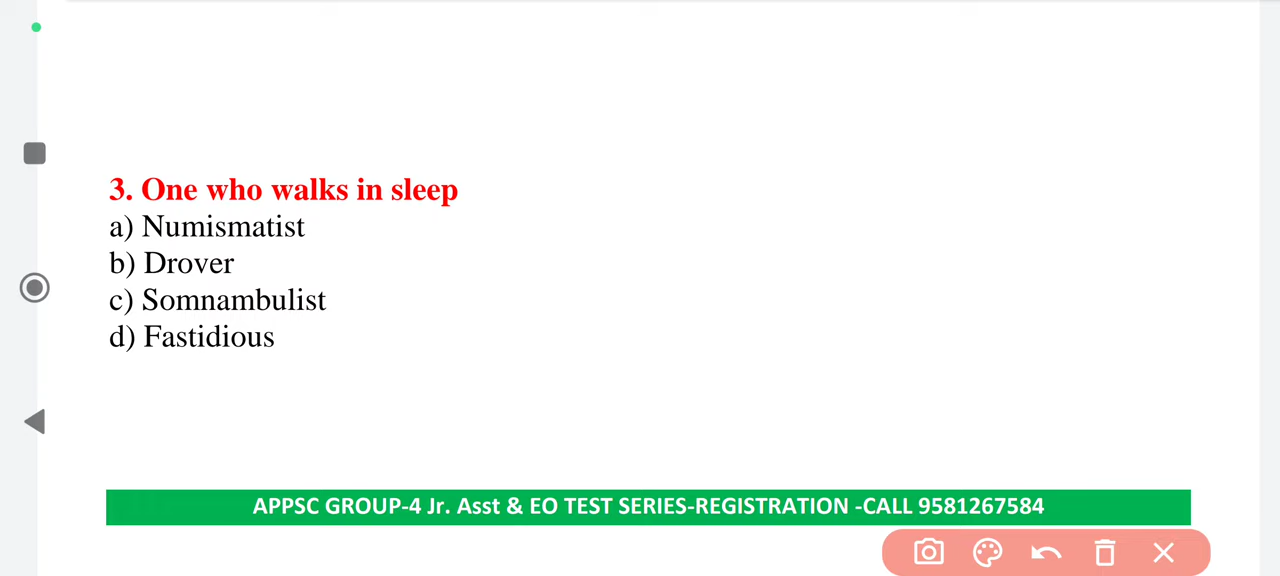 3. One who walks in sleep
a) Numismatist
b) Drover
c) Somnambulist
d) Fastidious
APPSC GROUP-4 Jr. Asst & EO TEST SERIES-REGISTRATION -CALL 9581267584